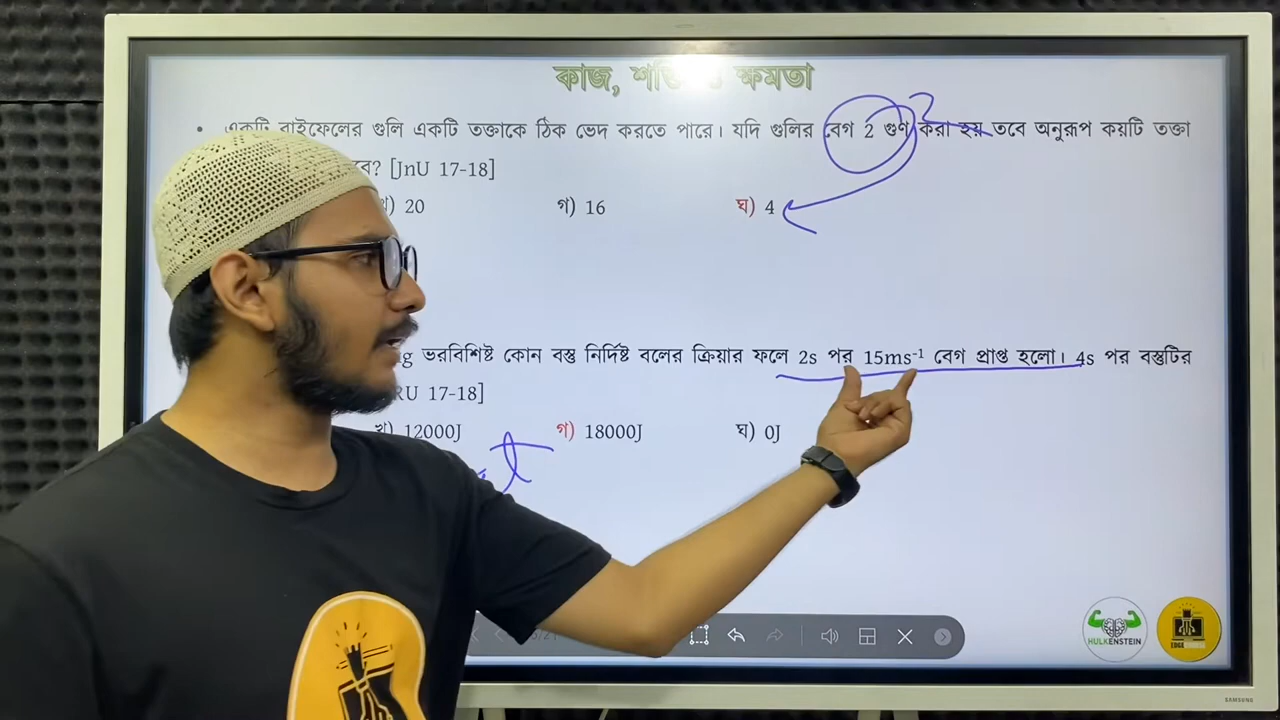 কাজ, ক্ষমতা
একটি রাইফেলের গুলি একটি তক্তাকে ঠিক ভেদ করতে পারে। যদি গুলির বেগ 2 গুণ করা হয় তবে অনুরূপ কয়টি তক্তা
[JnU 17-18]
20 গ) 16 ঘ) 4
2
g ভরবিশিষ্ট কোন বস্তু নির্দিষ্ট বলের ক্রিয়ার ফলে 2s পর 15ms⁻¹ বেগ প্রাপ্ত হলো। 4s পর বস্তুটির
RU 17-18]
খ) 12000J গ) 18000J ঘ) 0J
HULKENSTEIN
SAMSUNG